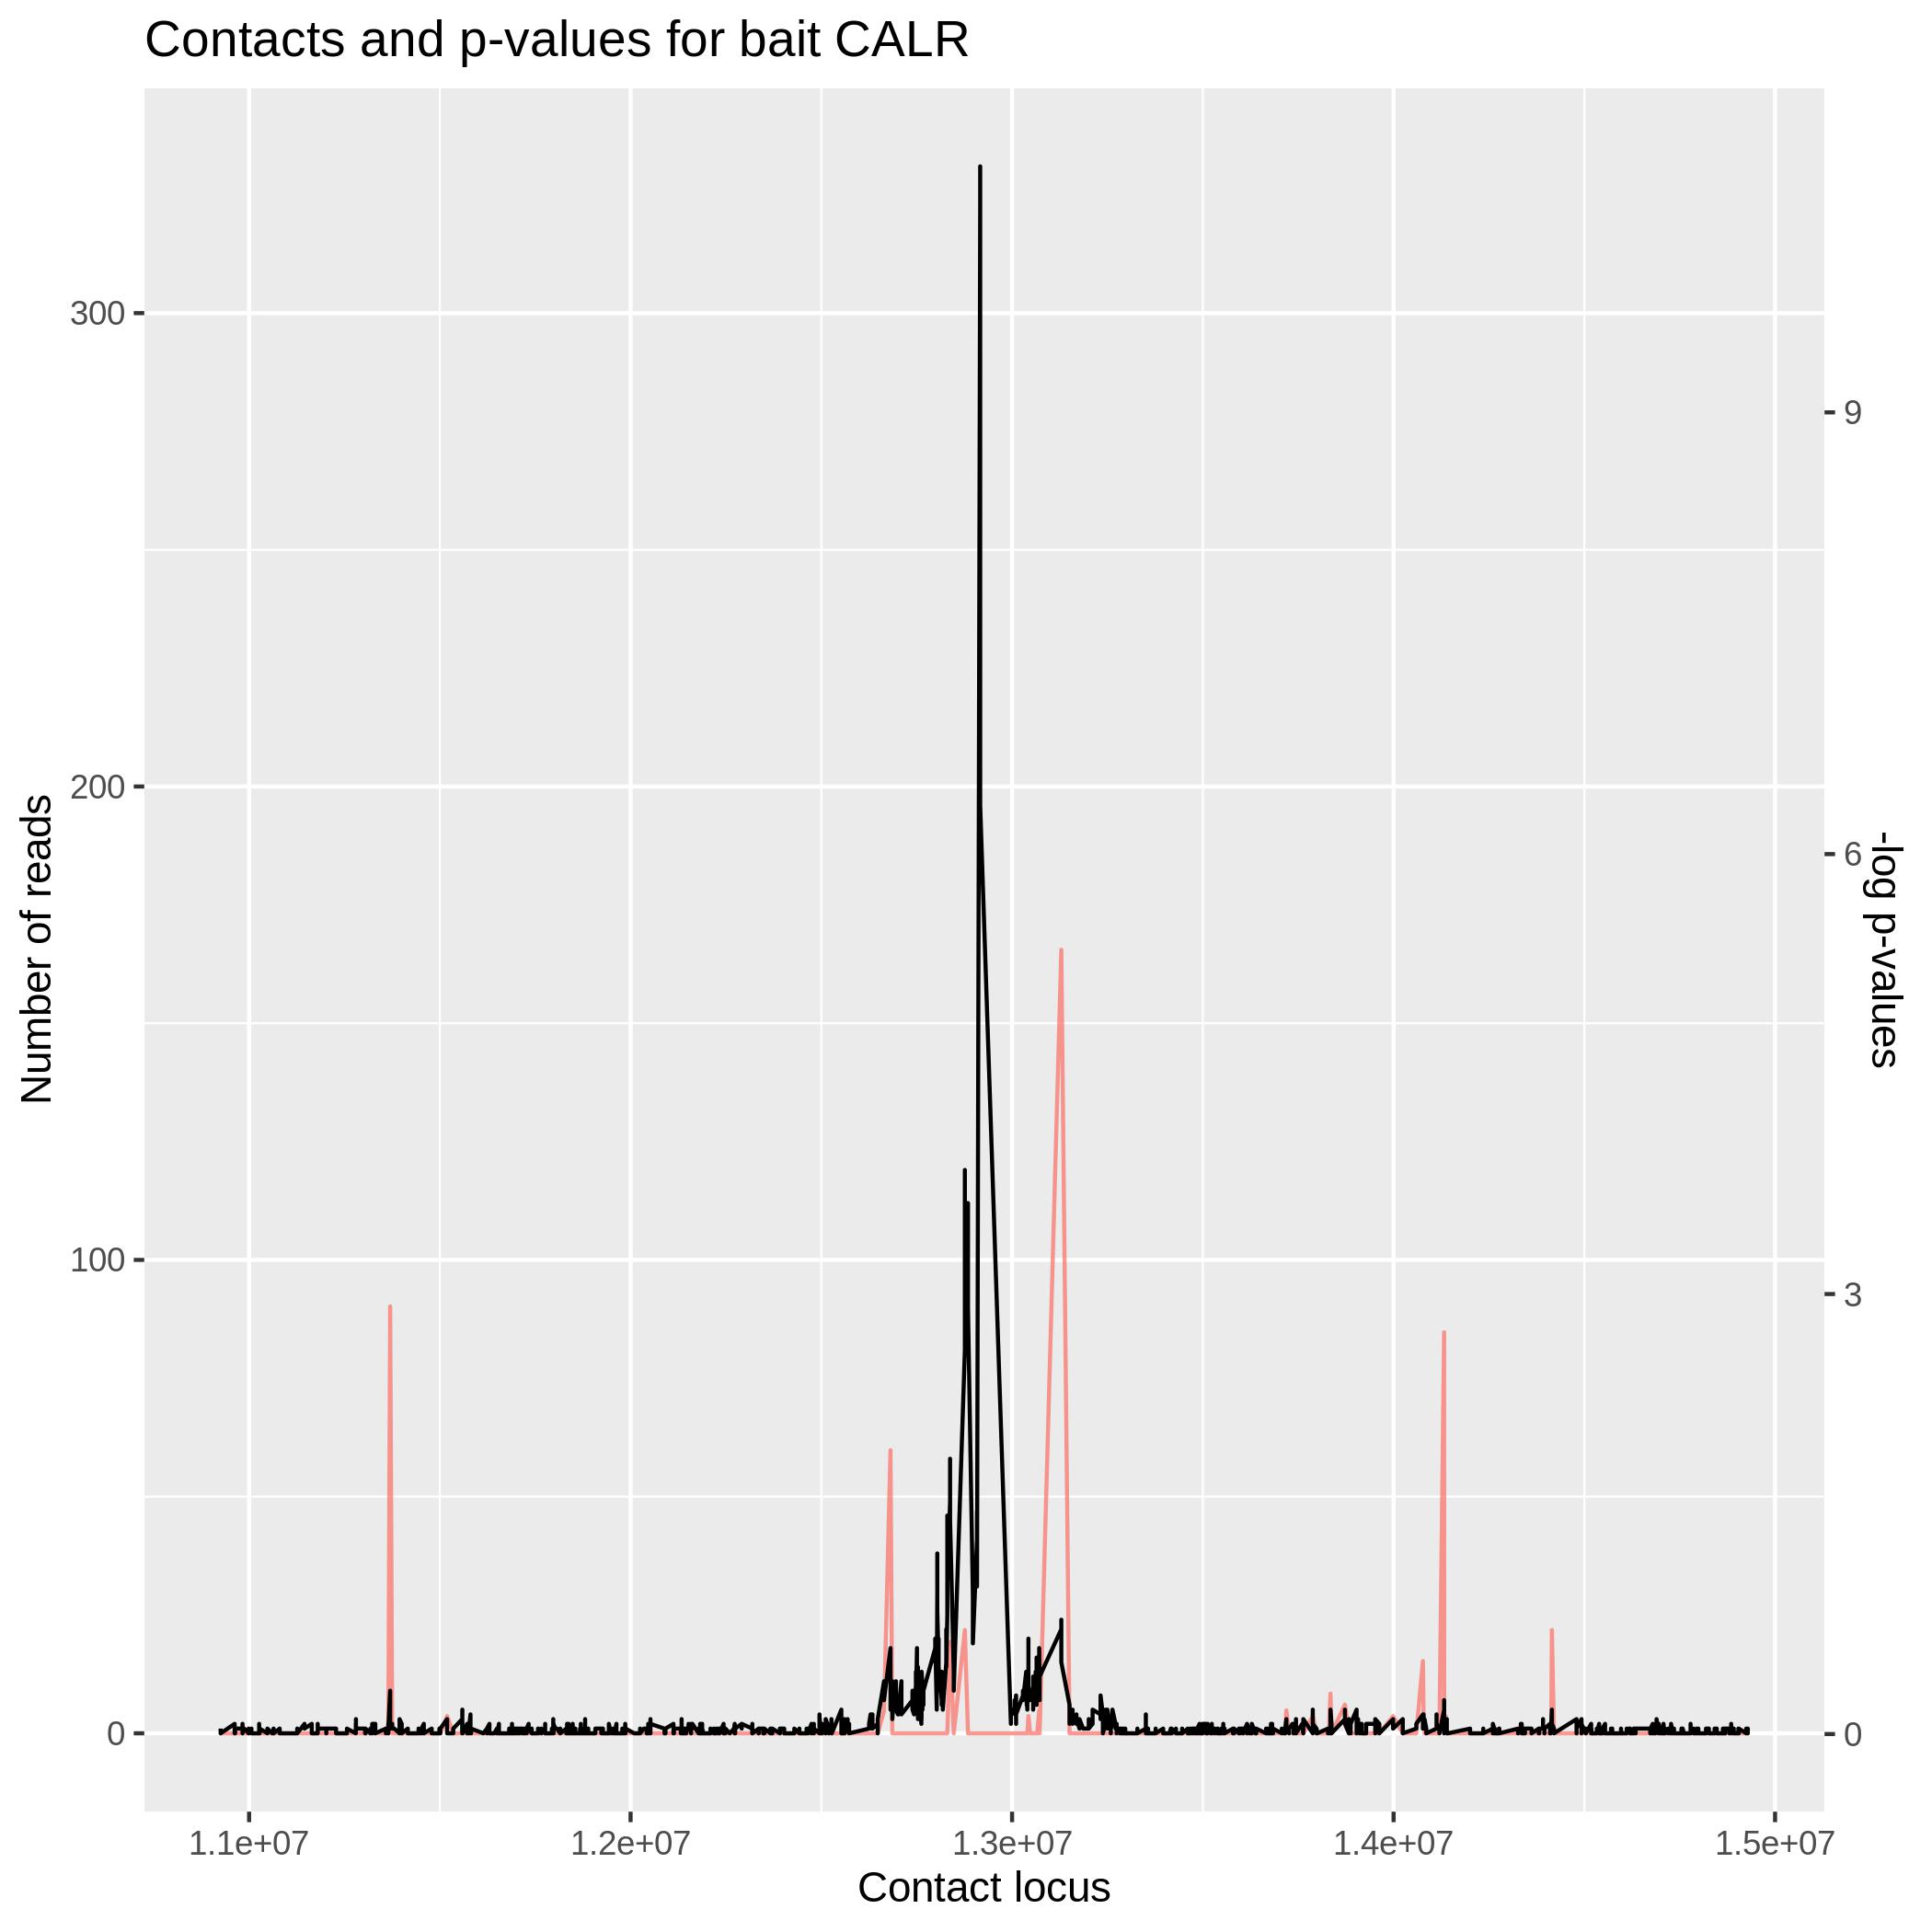 Contacts and p-values for bait CALR
Number of reads
300
200
100
0
9
6
3
0
-log p-values
1.1e+07
1.2e+07
1.3e+07
1.4e+07
1.5e+07
Contact locus